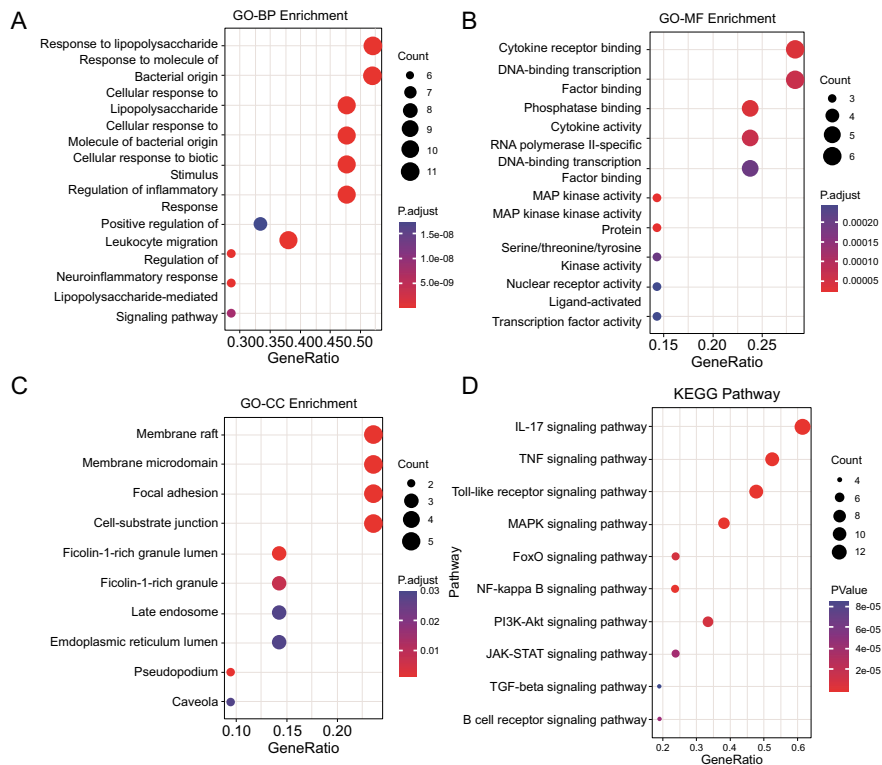 A
GO-BP Enrichment
Response to lipopolysaccharide
Response to molecule of
Bacterial origin
Cellular response to
Lipopolysaccharide
Cellular response to
Molecule of bacterial origin
Cellular response to biotic
Stimulus
Regulation of inflammatory
Response
Positive regulation of
Leukocyte migration
Regulation of
Neuroinflammatory response
Lipopolysaccharide-mediated
Signaling pathway
0.30 0.35 0.40 0.45 0.50
GeneRatio
Count
6
7
8
9
10
11
P.adjust
1.5e-08
1.0e-08
5.0e-09
B
GO-MF Enrichment
Cytokine receptor binding
DNA-binding transcription
Factor binding
Phosphatase binding
Cytokine activity
RNA polymerase II-specific
DNA-binding transcription
Factor binding
MAP kinase activity
MAP kinase kinase activity
Protein
Serine/threonine/tyrosine
Kinase activity
Nuclear receptor activity
Ligand-activated
Transcription factor activity
0.15 0.20 0.25
GeneRatio
Count
3
4
5
6
P.adjust
0.00020
0.00015
0.00010
0.00005
C
GO-CC Enrichment
Membrane raft
Membrane microdomain
Focal adhesion
Cell-substrate junction
Ficolin-1-rich granule lumen
Ficolin-1-rich granule
Late endosome
Emdoplasmic reticulum lumen
Pseudopodium
Caveola
0.10 0.15 0.20
GeneRatio
Count
2
3
4
5
P.adjust
0.03
0.02
0.01
D
KEGG Pathway
Pathway
IL-17 signaling pathway
TNF signaling pathway
Toll-like receptor signaling pathway
MAPK signaling pathway
FoxO signaling pathway
NF-kappa B signaling pathway
PI3K-Akt signaling pathway
JAK-STAT signaling pathway
TGF-beta signaling pathway
B cell receptor signaling pathway
0.2 0.3 0.4 0.5 0.6
GeneRatio
Count
4
6
8
10
12
PValue
8e-05
6e-05
4e-05
2e-05